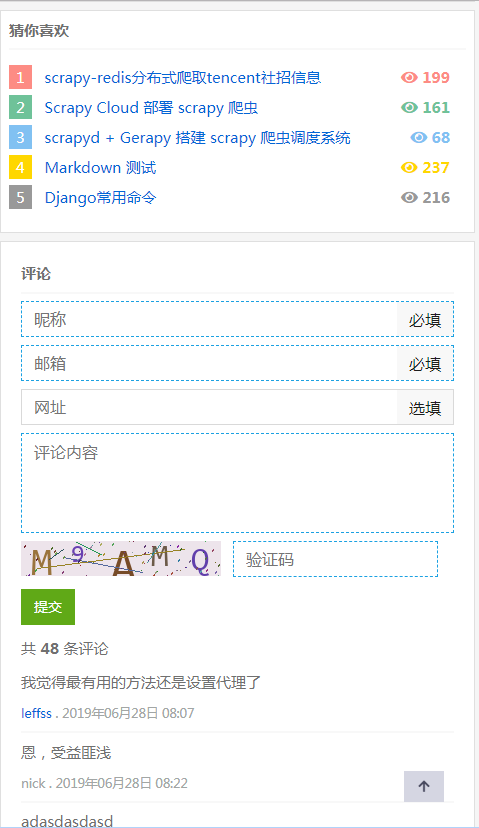 猜你喜欢
1 scrapy-redis分布式爬取tencent社招信息 199
2 Scrapy Cloud 部署 scrapy 爬虫 161
3 scrapyd + Gerapy 搭建 scrapy 爬虫调度系统 68
4 Markdown 测试 237
5 Django常用命令 216
评论
昵称 必填
邮箱 必填
网址 选填
评论内容
M9AMQ 验证码
提交
共 48 条评论
我觉得最有用的方法还是设置代理了
leffss . 2019年06月28日 08:07
恩，受益匪浅
nick . 2019年06月28日 08:22
adasdasdasd